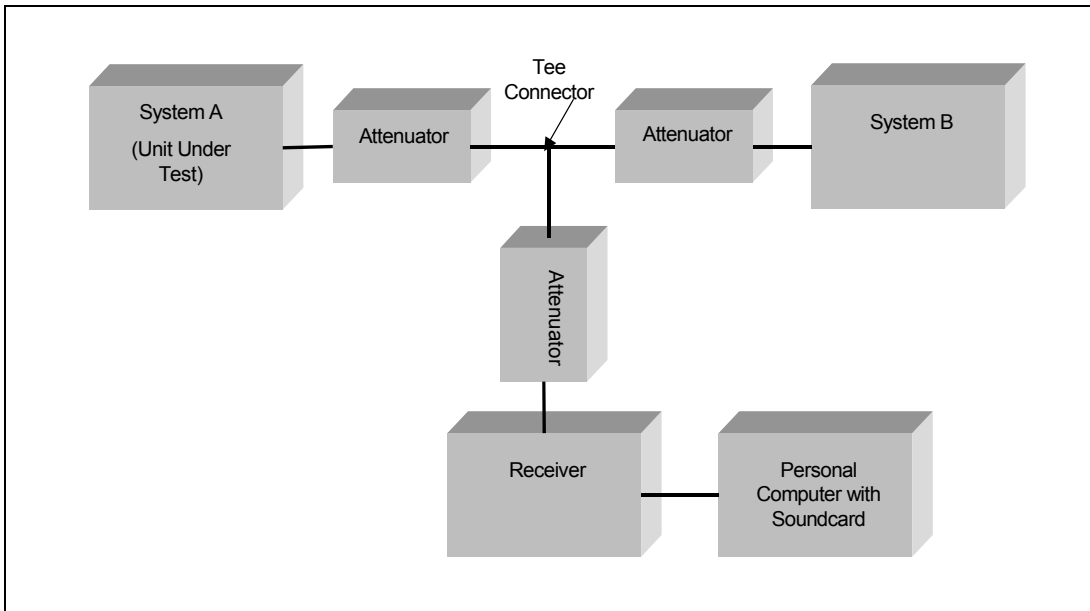 Tee
Connector
System A
(Unit Under
Test)
Attenuator
Attenuator
System B
Attenuator
Receiver
Personal
Computer with
Soundcard